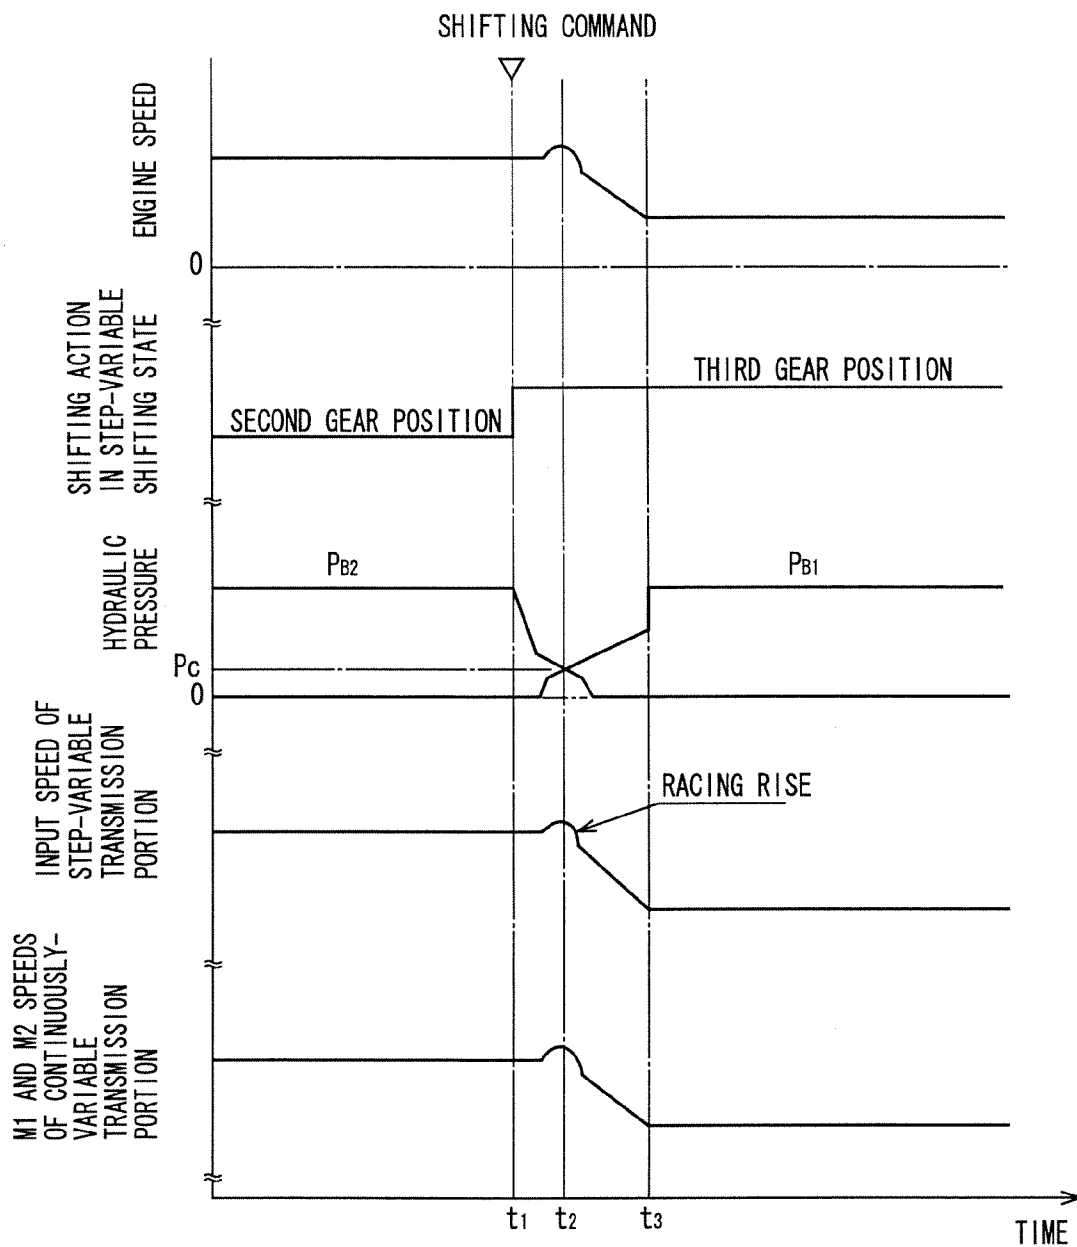 SHIFTING COMMAND
ENGINE SPEED
0
SHIFTING ACTION
IN STEP-VARIABLE
SHIFTING STATE
SECOND GEAR POSITION
THIRD GEAR POSITION
HYDRAULIC
PRESSURE
PB2
PB1
PC
0
INPUT SPEED OF
STEP-VARIABLE
TRANSMISSION
PORTION
RACING RISE
M1 AND M2 SPEEDS
OF CONTINUOUSLY-
VARIABLE
TRANSMISSION
PORTION
t1 t2 t3
TIME